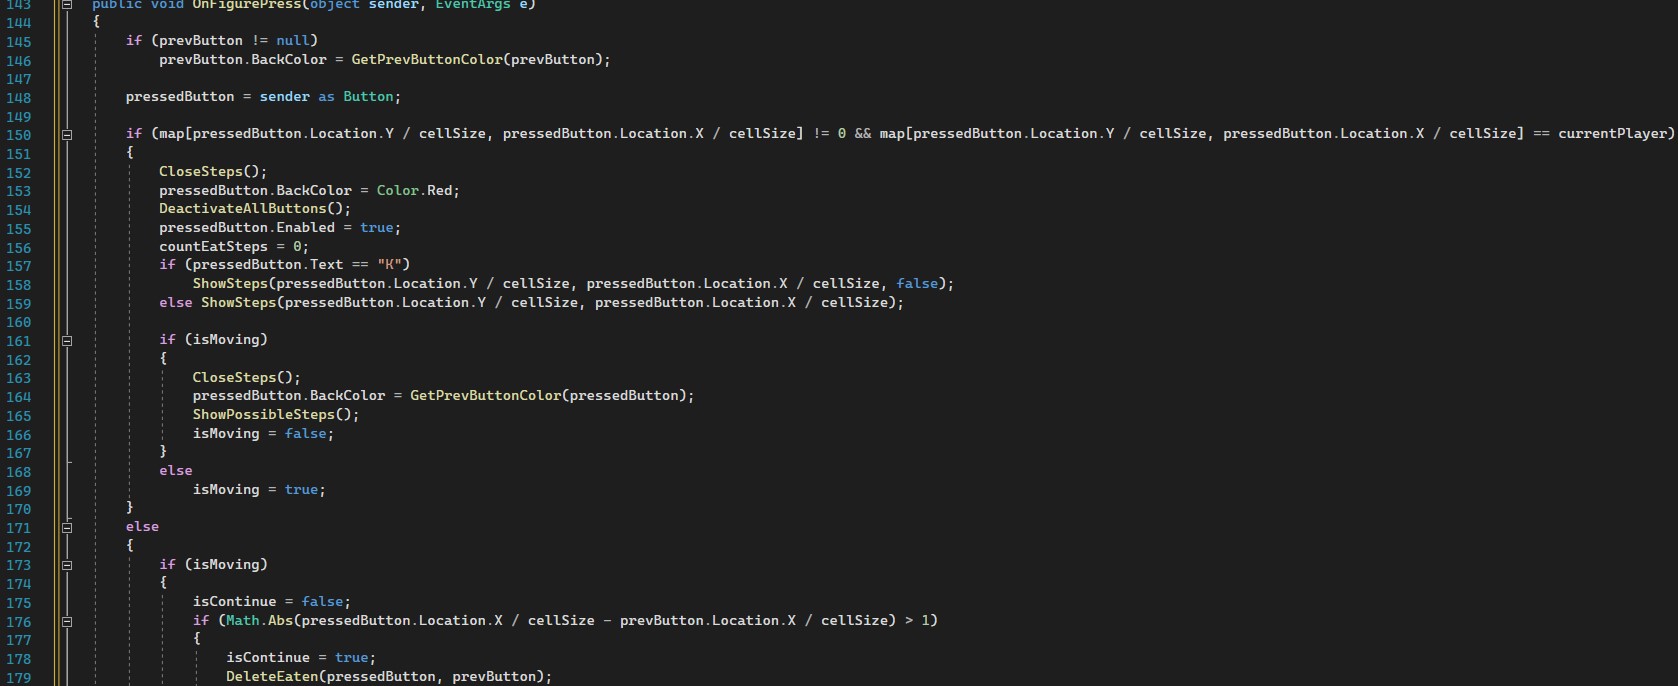 143 public void OnFigurePress(object sender, EventArgs e)
144 {
145 if (prevButton != null)
146 prevButton.BackColor = GetPrevButtonColor(prevButton);
147
148 pressedButton = sender as Button;
149
150 if (map[pressedButton.Location.Y / cellSize, pressedButton.Location.X / cellSize] != 0 && map[pressedButton.Location.Y / cellSize, pressedButton.Location.X / cellSize] == currentPlayer)
151 {
152 CloseSteps();
153 pressedButton.BackColor = Color.Red;
154 DeactivateAllButtons();
155 pressedButton.Enabled = true;
156 countEatSteps = 0;
157 if (pressedButton.Text == "K")
158 ShowSteps(pressedButton.Location.Y / cellSize, pressedButton.Location.X / cellSize, false);
159 else ShowSteps(pressedButton.Location.Y / cellSize, pressedButton.Location.X / cellSize);
160
161 if (isMoving)
162 {
163 CloseSteps();
164 pressedButton.BackColor = GetPrevButtonColor(pressedButton);
165 ShowPossibleSteps();
166 isMoving = false;
167 }
168 else
169 isMoving = true;
170 }
171 else
172 {
173 if (isMoving)
174 {
175 isContinue = false;
176 if (Math.Abs(pressedButton.Location.X / cellSize - prevButton.Location.X / cellSize) > 1)
177 {
178 isContinue = true;
179 DeleteEaten(pressedButton, prevButton);